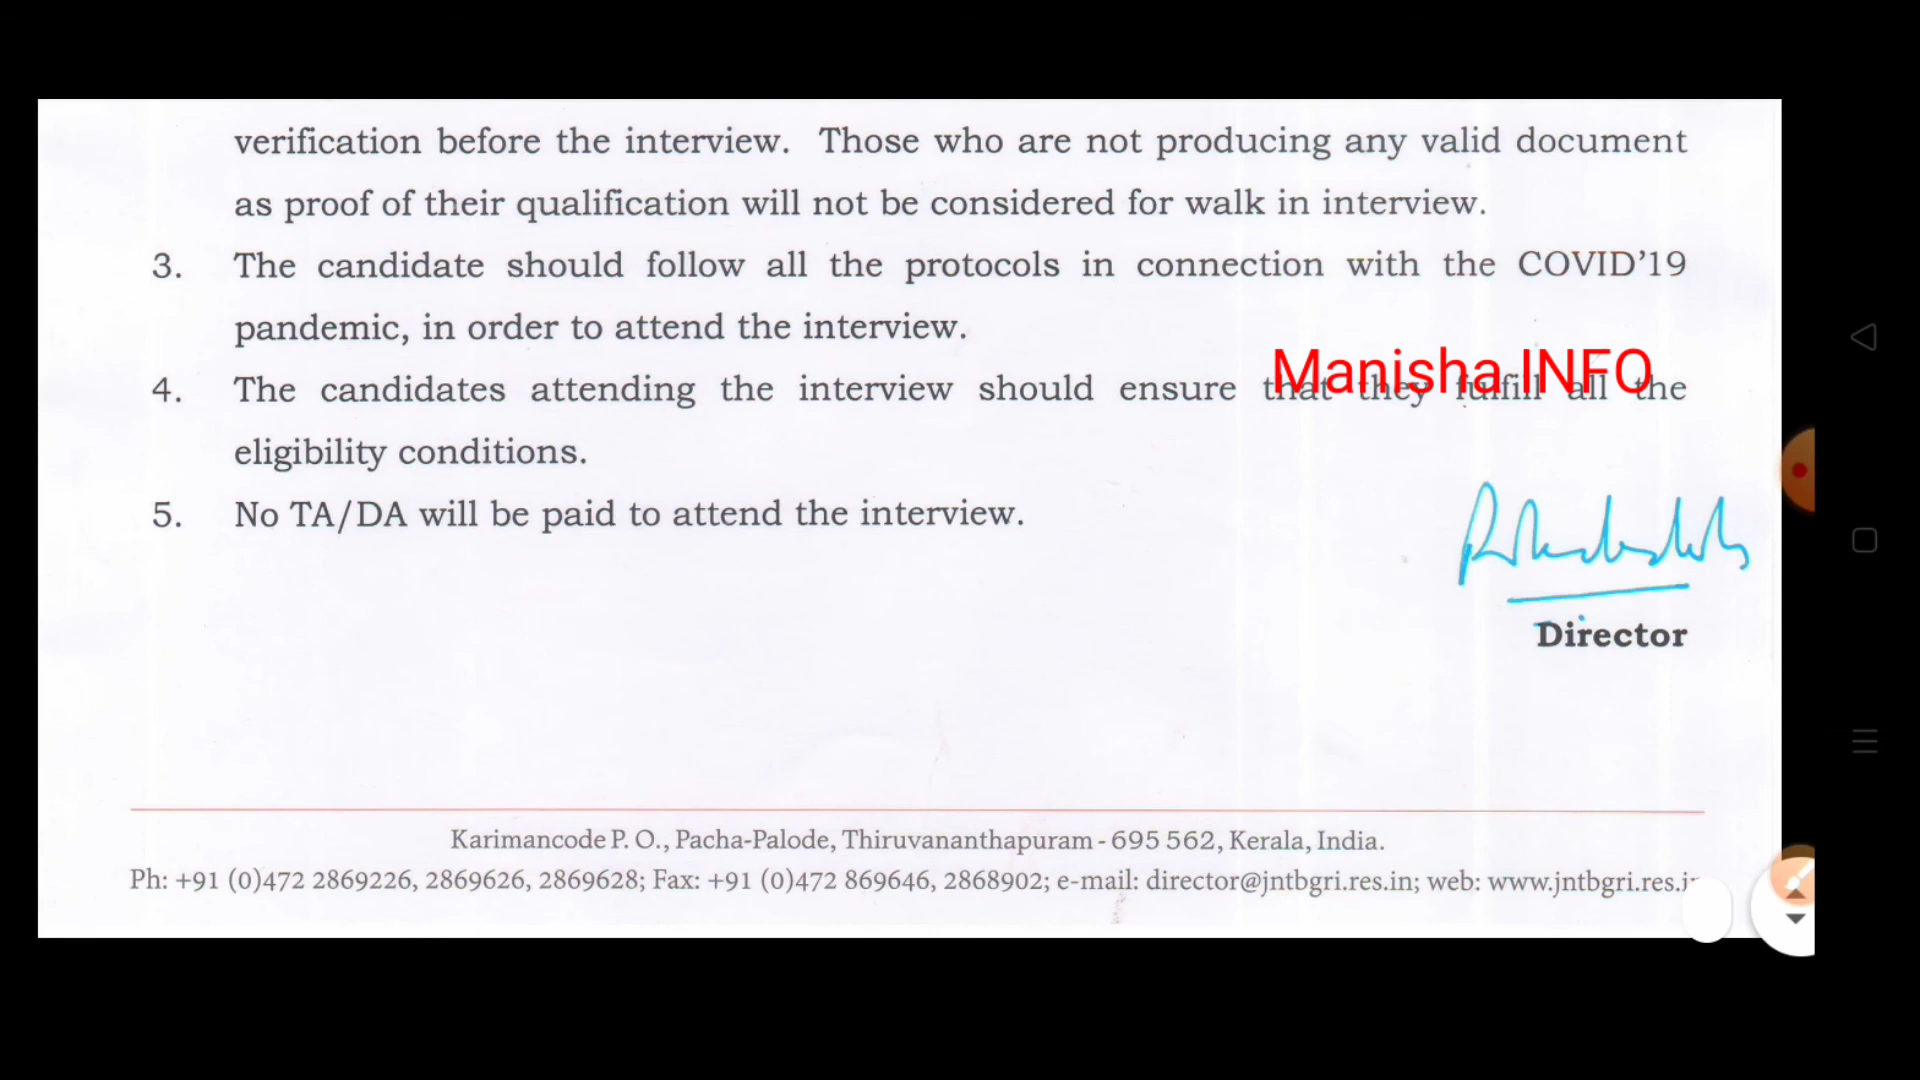 verification before the interview. Those who are not producing any valid document
as proof of their qualification will not be considered for walk in interview.
3. The candidate should follow all the protocols in connection with the COVID’19
pandemic, in order to attend the interview.
Manisha INFO
4. The candidates attending the interview should ensure that they fulfill all the
eligibility conditions.
5. No TA/DA will be paid to attend the interview.
Director
Karimancode P. O., Pacha-Palode, Thiruvananthapuram - 695 562, Kerala, India.
Ph: +91 (0)472 2869226, 2869626, 2869628; Fax: +91 (0)472 869646, 2868902; e-mail: director@jntbgri.res.in; web: www.jntbgri.res.i